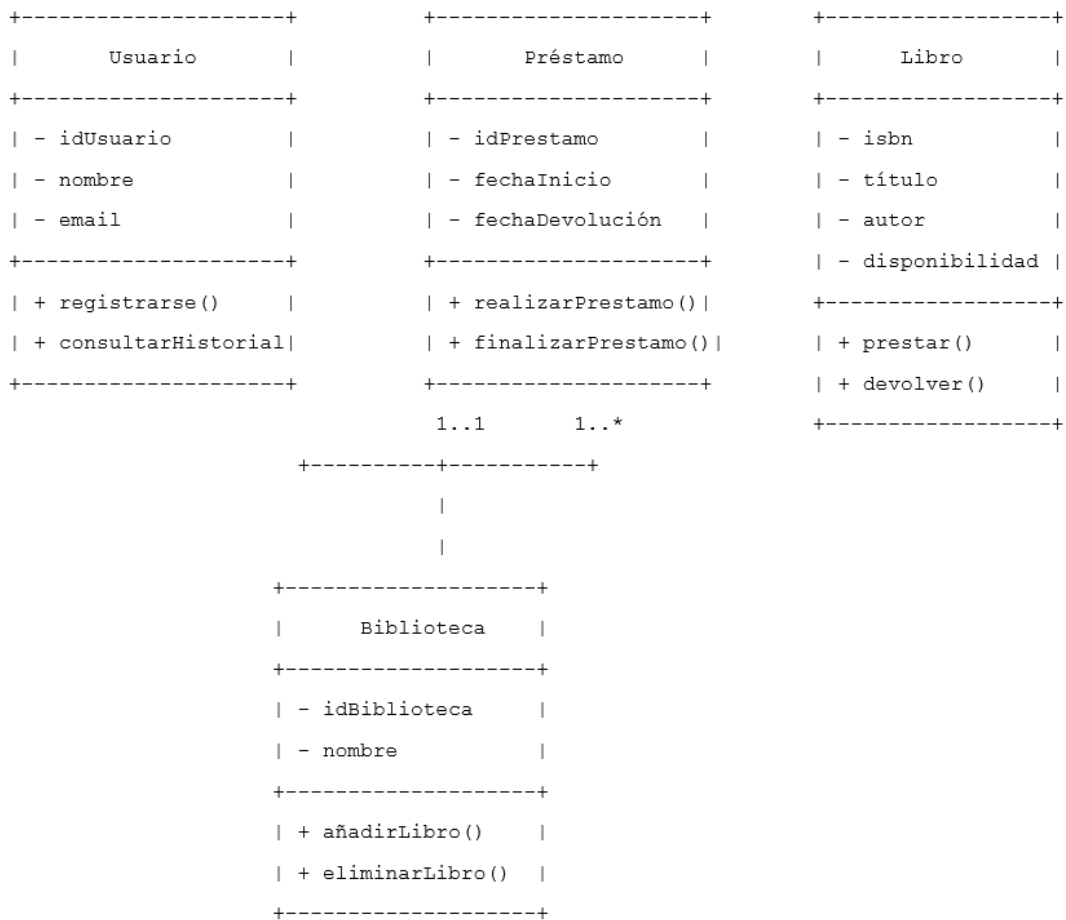 +---------------------+          +---------------------+        +------------------+
|       Usuario       |          |       Préstamo      |        |      Libro       |
+---------------------+          +---------------------+        +------------------+
| - idUsuario         |          | - idPrestamo        |        | - isbn           |
| - nombre            |          | - fechaInicio       |        | - título         |
| - email             |          | - fechaDevolución   |        | - autor          |
+---------------------+          +---------------------+        | - disponibilidad |
| + registrarse()     |          | + realizarPrestamo()|        +------------------+
| + consultarHistorial|          | + finalizarPrestamo()|       | + prestar()      |
+---------------------+          +---------------------+        | + devolver()     |
                                  1..1       1..*               +------------------+
                       +----------+-----------+
                                  |
                                  |
                     +--------------------+
                     |      Biblioteca    |
                     +--------------------+
                     | - idBiblioteca     |
                     | - nombre           |
                     +--------------------+
                     | + añadirLibro()    |
                     | + eliminarLibro()  |
                     +--------------------+